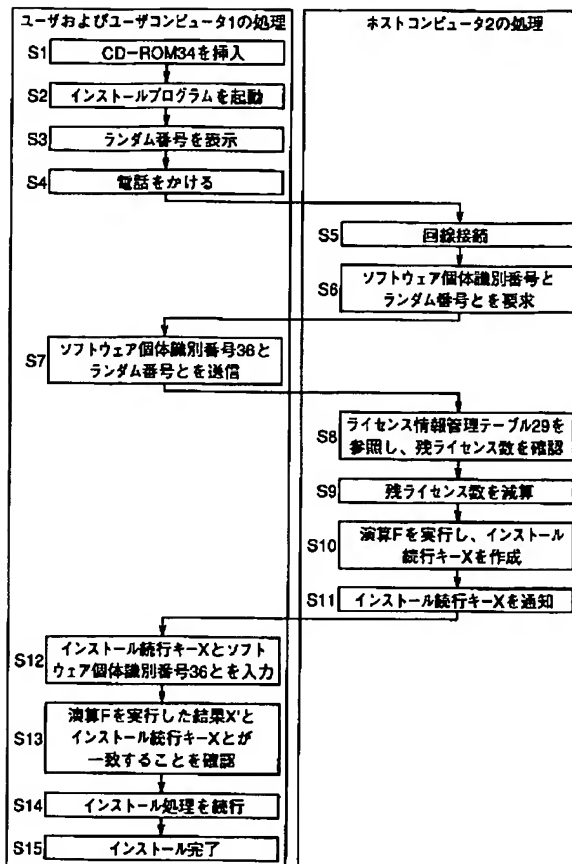 ユーザおよびユーザコンピュータ1の処理
ホストコンピュータ2の処理
S1
CD-ROM34を挿入
S2
インストールプログラムを起動
S3
ランダム番号を表示
S4
電話をかける
S5
回線接続
S6
ソフトウェア個体識別番号と
ランダム番号とを要求
S7
ソフトウェア個体識別番号36と
ランダム番号とを送信
S8
ライセンス情報管理テーブル29を
参照し、残ライセンス数を確認
S9
残ライセンス数を減算
S10
演算Fを実行し、インストール
続行キーXを作成
S11
インストール続行キーXを通知
S12
インストール続行キーXとソフト
ウェア個体識別番号36とを入力
S13
演算Fを実行した結果X'と
インストール続行キーXとが
一致することを確認
S14
インストール処理を続行
S15
インストール完了